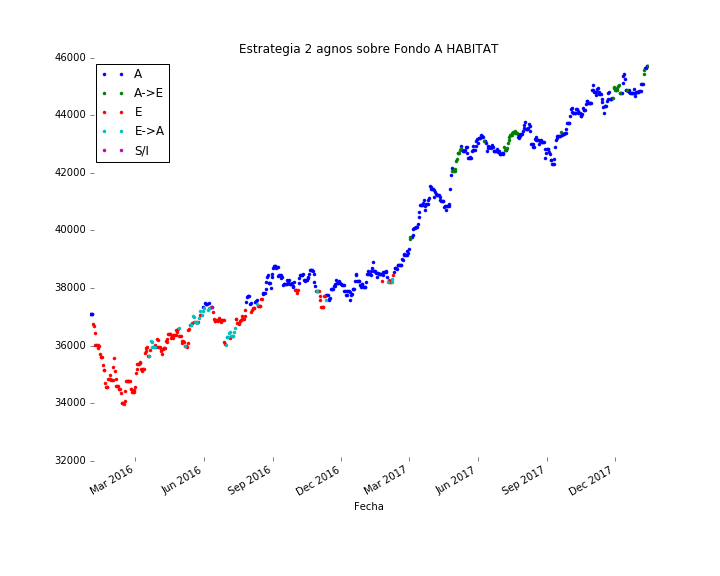 Estrategia 2 agnos sobre Fondo A HABITAT
46000
44000
42000
40000
38000
36000
34000
32000
A
A->E
E
E->A
S/I
Mar 2016
Jun 2016
Sep 2016
Dec 2016
Mar 2017
Jun 2017
Sep 2017
Dec 2017
Fecha